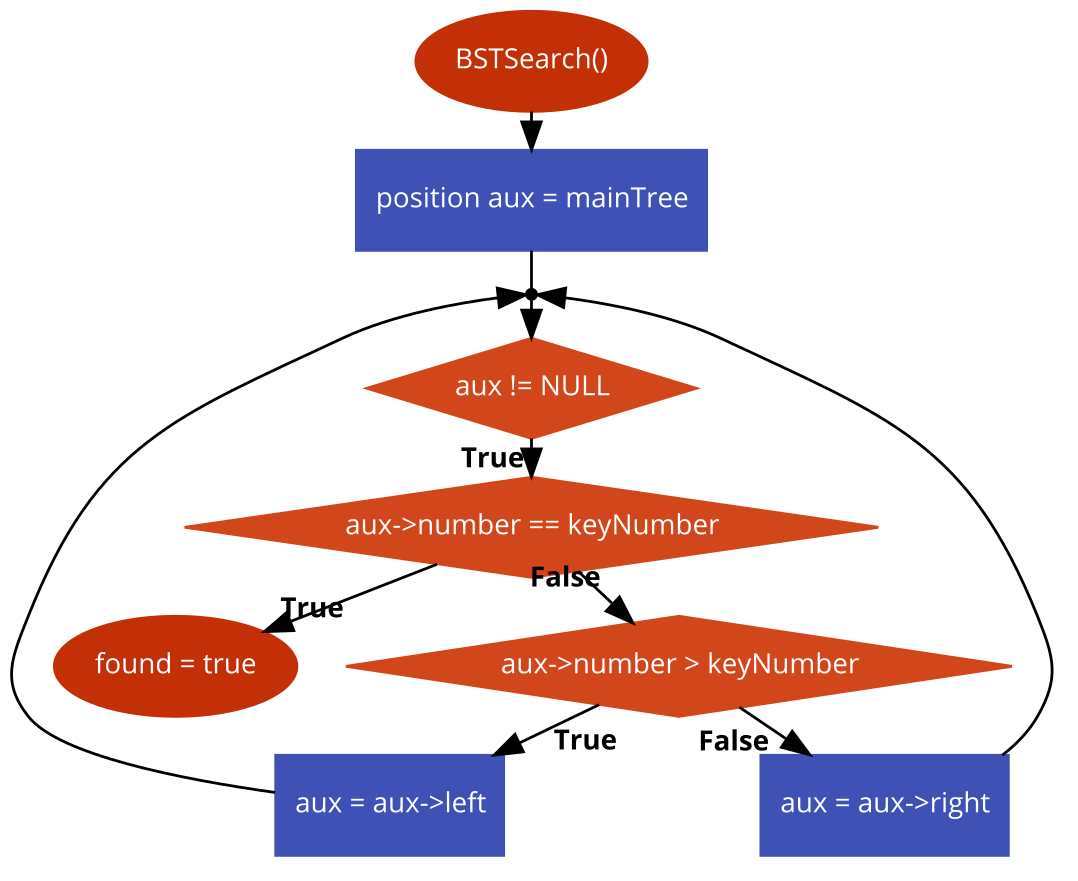 BSTSearch()
position aux = mainTree
aux != NULL
True
aux->number == keyNumber
False
True
found = true
aux->number > keyNumber
True
False
aux = aux->left
aux = aux->right